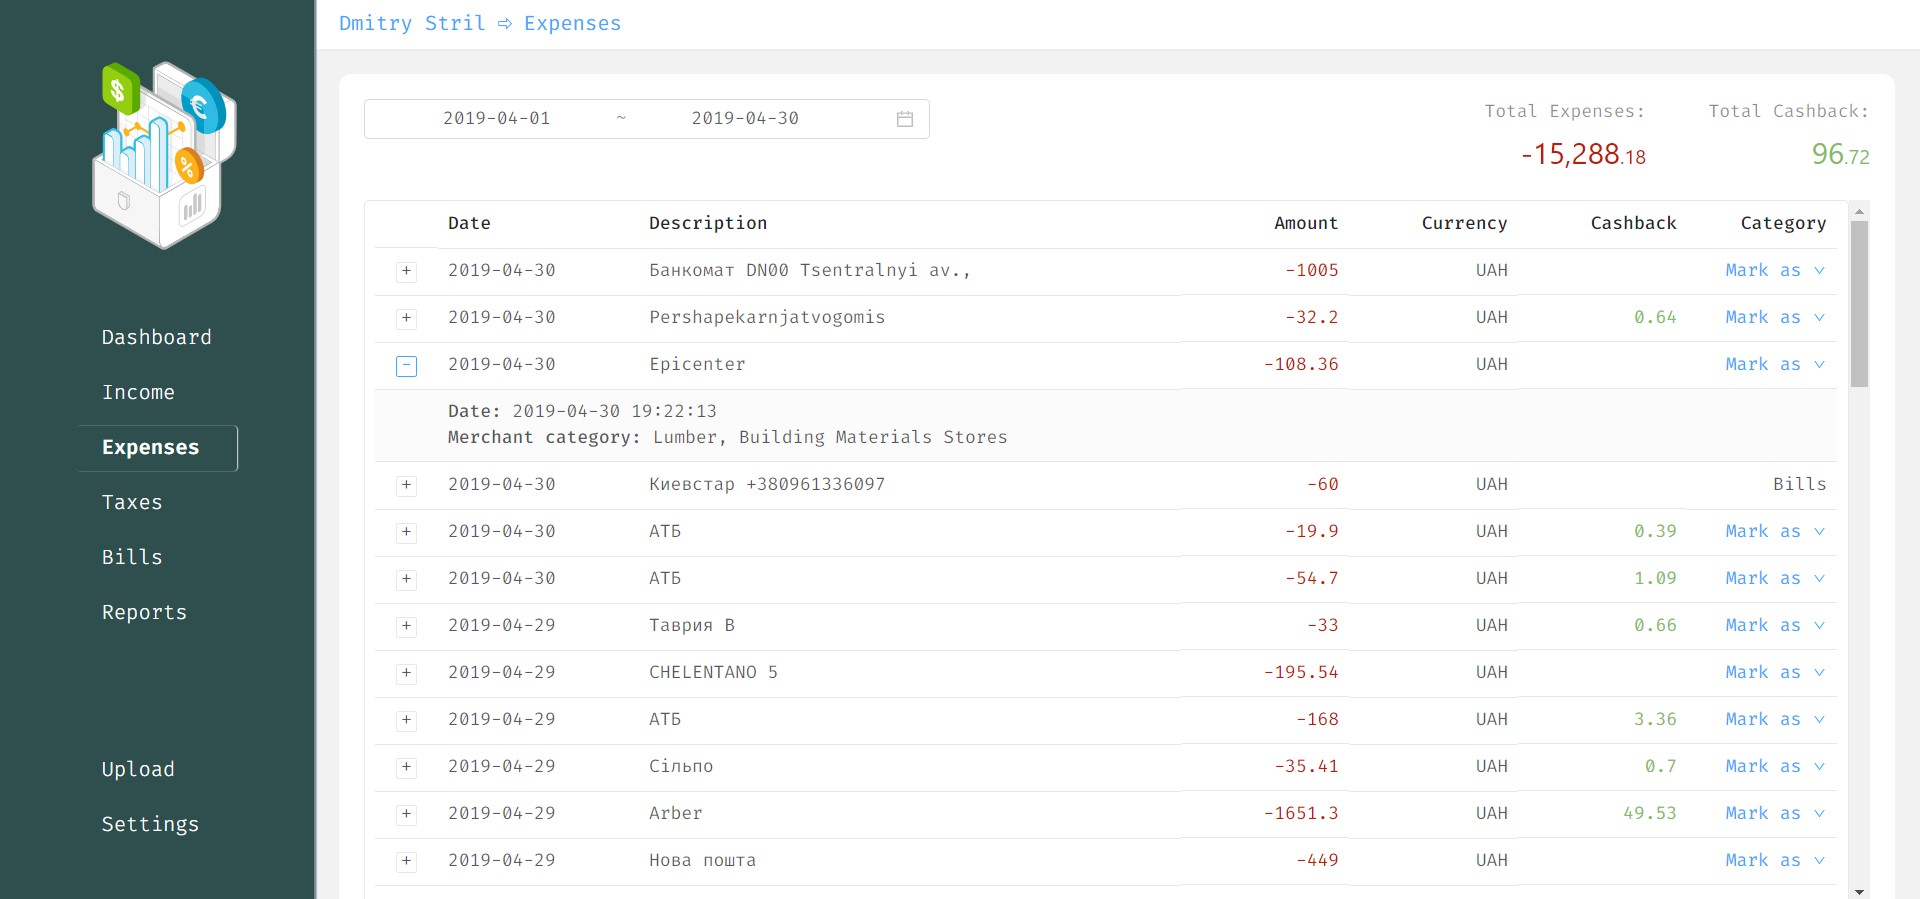 Dmitry Stril ⇨ Expenses
Dashboard
Income
Expenses
Taxes
Bills
Reports
Upload
Settings
2019-04-01 ~ 2019-04-30
Total Expenses: Total Cashback:
-15,288.18 96.72
Date Description Amount Currency Cashback Category
2019-04-30 Банкомат DN00 Tsentralnyi av., -1005 UAH Mark as
2019-04-30 Pershapekarnjatvogomis -32.2 UAH 0.64 Mark as
2019-04-30 Epicenter -108.36 UAH Mark as
Date: 2019-04-30 19:22:13
Merchant category: Lumber, Building Materials Stores
2019-04-30 Киевстар +380961336097 -60 UAH Bills
2019-04-30 АТБ -19.9 UAH 0.39 Mark as
2019-04-30 АТБ -54.7 UAH 1.09 Mark as
2019-04-29 Таврия В -33 UAH 0.66 Mark as
2019-04-29 CHELENTANO 5 -195.54 UAH Mark as
2019-04-29 АТБ -168 UAH 3.36 Mark as
2019-04-29 Сільпо -35.41 UAH 0.7 Mark as
2019-04-29 Arber -1651.3 UAH 49.53 Mark as
2019-04-29 Нова пошта -449 UAH Mark as